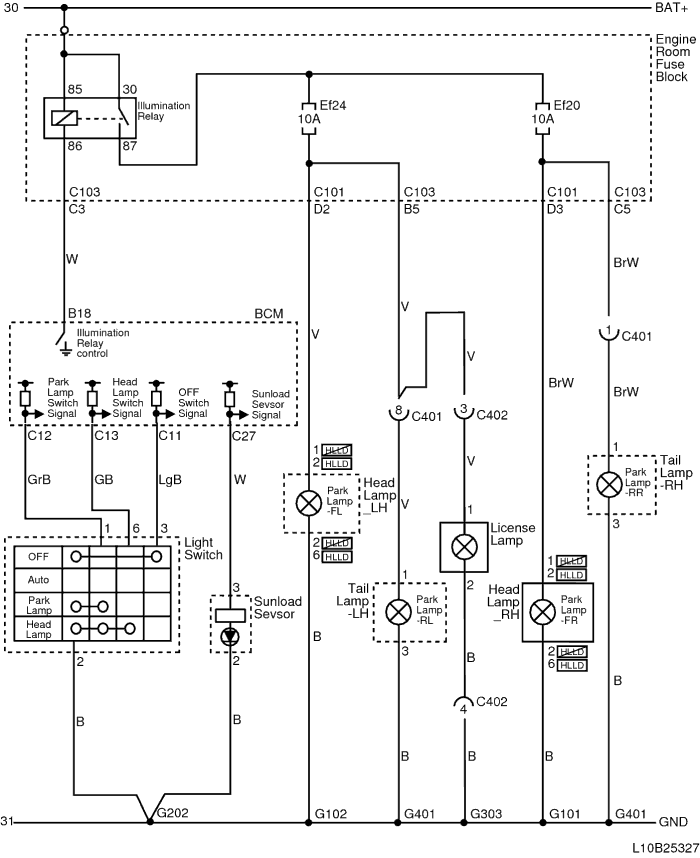 30
BAT+
Engine
Room
Fuse
Block
85
30
Illumination
Relay
86
87
Ef24
10A
Ef20
10A
C103
C3
C101
D2
C103
B5
C101
D3
C103
C5
W
BrW
B18
BCM
Illumination
Relay
control
V
V
V
1
C401
Park
Lamp
Switch
Signal
Head
Lamp
Switch
Signal
OFF
Switch
Signal
Sunload
Sevsor
Signal
BrW
BrW
8
C401
3
C402
C12
C13
C11
C27
GrB
GB
LgB
W
1 HLLD
2 HLLD
V
V
1
Park
Lamp
-FL
Head
Lamp
_LH
Park
Lamp
-RR
Tail
Lamp
-RH
3
1
6
3
Light
Switch
OFF
Auto
Park
Lamp
Head
Lamp
2
1
License
Lamp
2
2 HLLD
6 HLLD
1 HLLD
2 HLLD
3
Sunload
Sevsor
2
1
Tail
Lamp
-LH
Park
Lamp
-RL
3
Head
Lamp
_RH
Park
Lamp
-FR
2 HLLD
6 HLLD
B
B
B
4
C402
B
B
B
B
B
B
G202
G102
G401
G303
G101
G401
31
GND
L10B25327